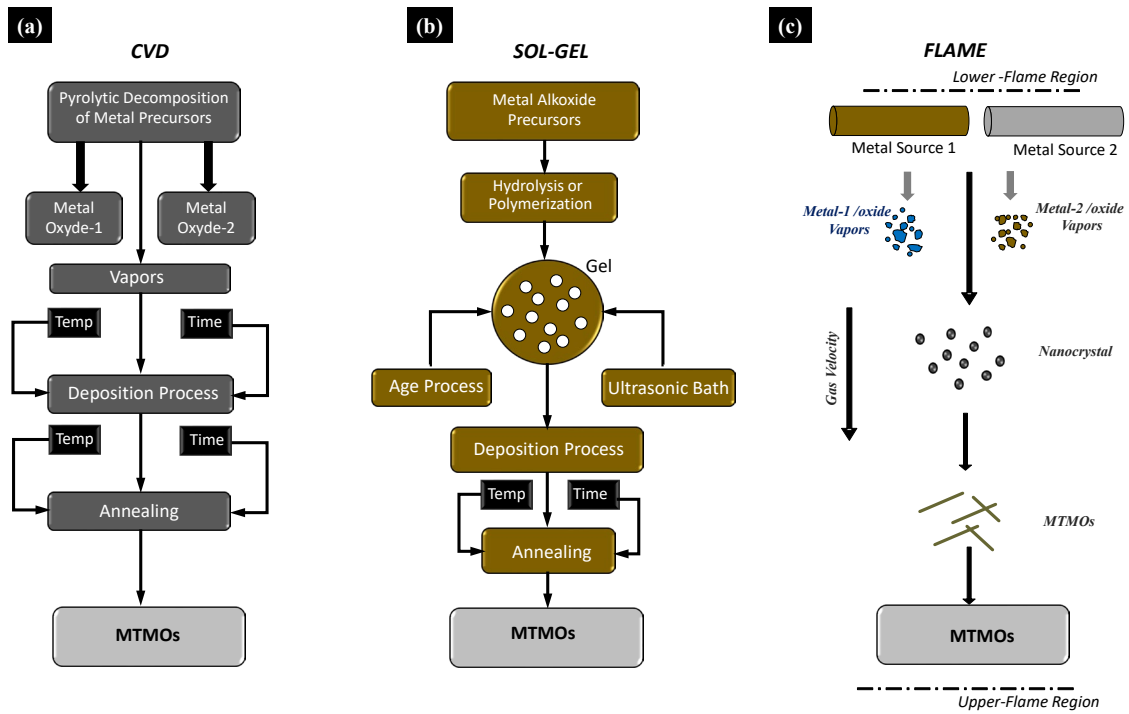 (a)
CVD
Pyrolytic Decomposition
of Metal Precursors
Metal
Oxyde-1
Metal
Oxyde-2
Vapors
Temp
Time
Deposition Process
Temp
Time
Annealing
MTMOs
(b)
SOL-GEL
Metal Alkoxide
Precursors
Hydrolysis or
Polymerization
Gel
Age Process
Ultrasonic Bath
Deposition Process
Temp
Time
Annealing
MTMOs
(c)
FLAME
Lower -Flame Region
Metal Source 1
Metal Source 2
Metal-1 /oxide
Vapors
Metal-2 /oxide
Vapors
Gas Velocity
Nanocrystal
MTMOs
MTMOs
Upper-Flame Region